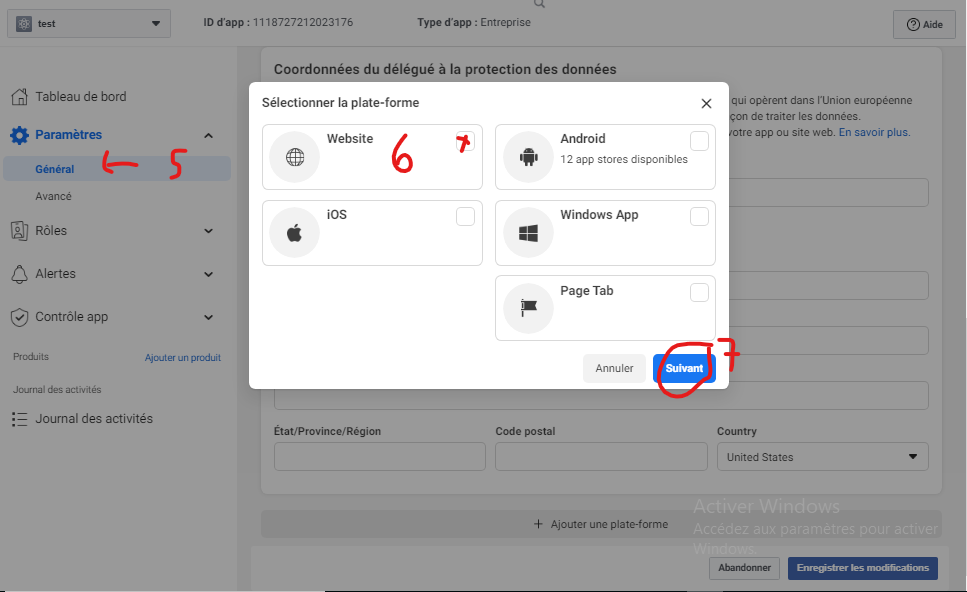 test
ID d'app : 1118727212023176
Type d'app : Entreprise
Aide
Tableau de bord
Paramètres
Général
5
Avancé
Rôles
Alertes
Contrôle app
Produits
Ajouter un produit
Journal des activités
Journal des activités
Coordonnées du délégué à la protection des données
qui opèrent dans l'Union européenne
çon de traiter les données.
votre app ou site web. En savoir plus.
Sélectionner la plate-forme
Website
6
Android
12 app stores disponibles
iOS
Windows App
Page Tab
Annuler
Suivant
7
État/Province/Région
Code postal
Country
United States
+ Ajouter une plate-forme
Activer Windows
Accédez aux paramètres pour activer
Windows.
Abandonner
Enregistrer les modifications